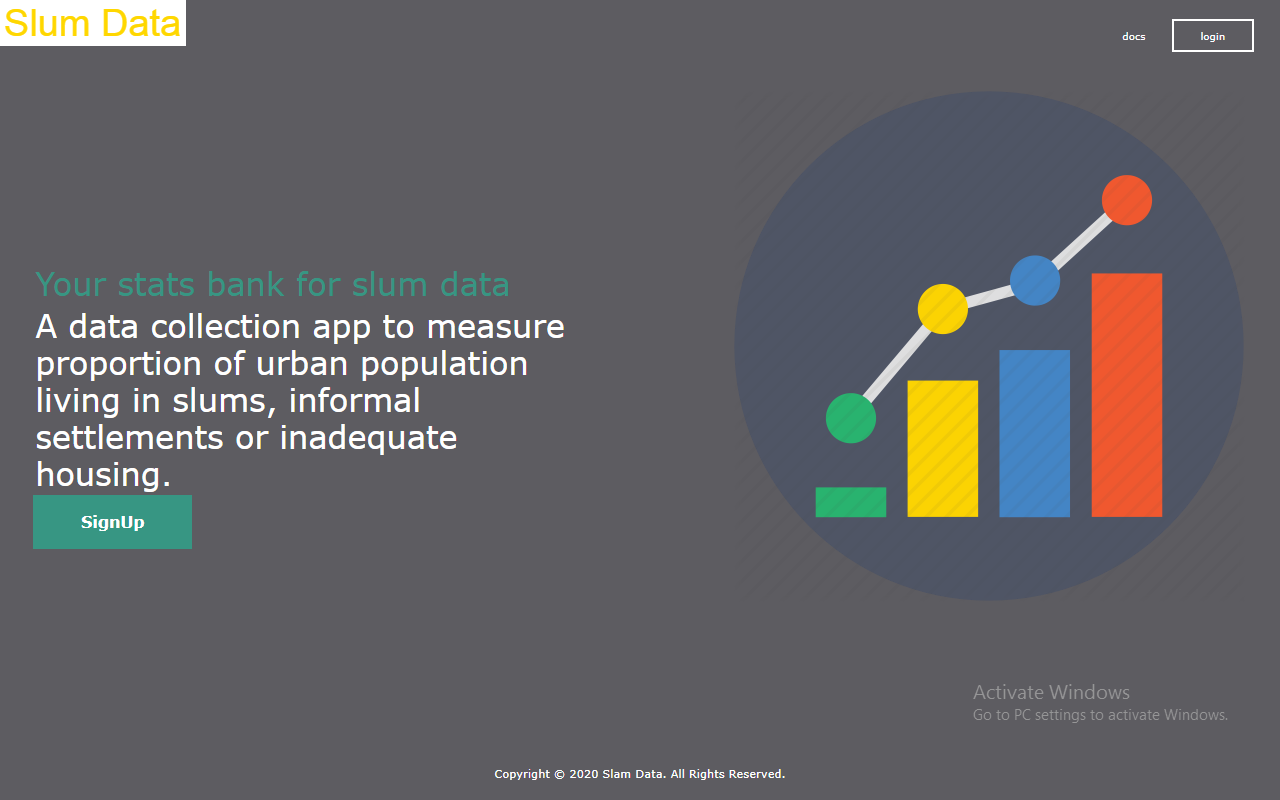 Slum Data
docs
login
Your stats bank for slum data
A data collection app to measure
proportion of urban population
living in slums, informal
settlements or inadequate
housing.
SignUp
Activate Windows
Go to PC settings to activate Windows.
Copyright © 2020 Slam Data. All Rights Reserved.